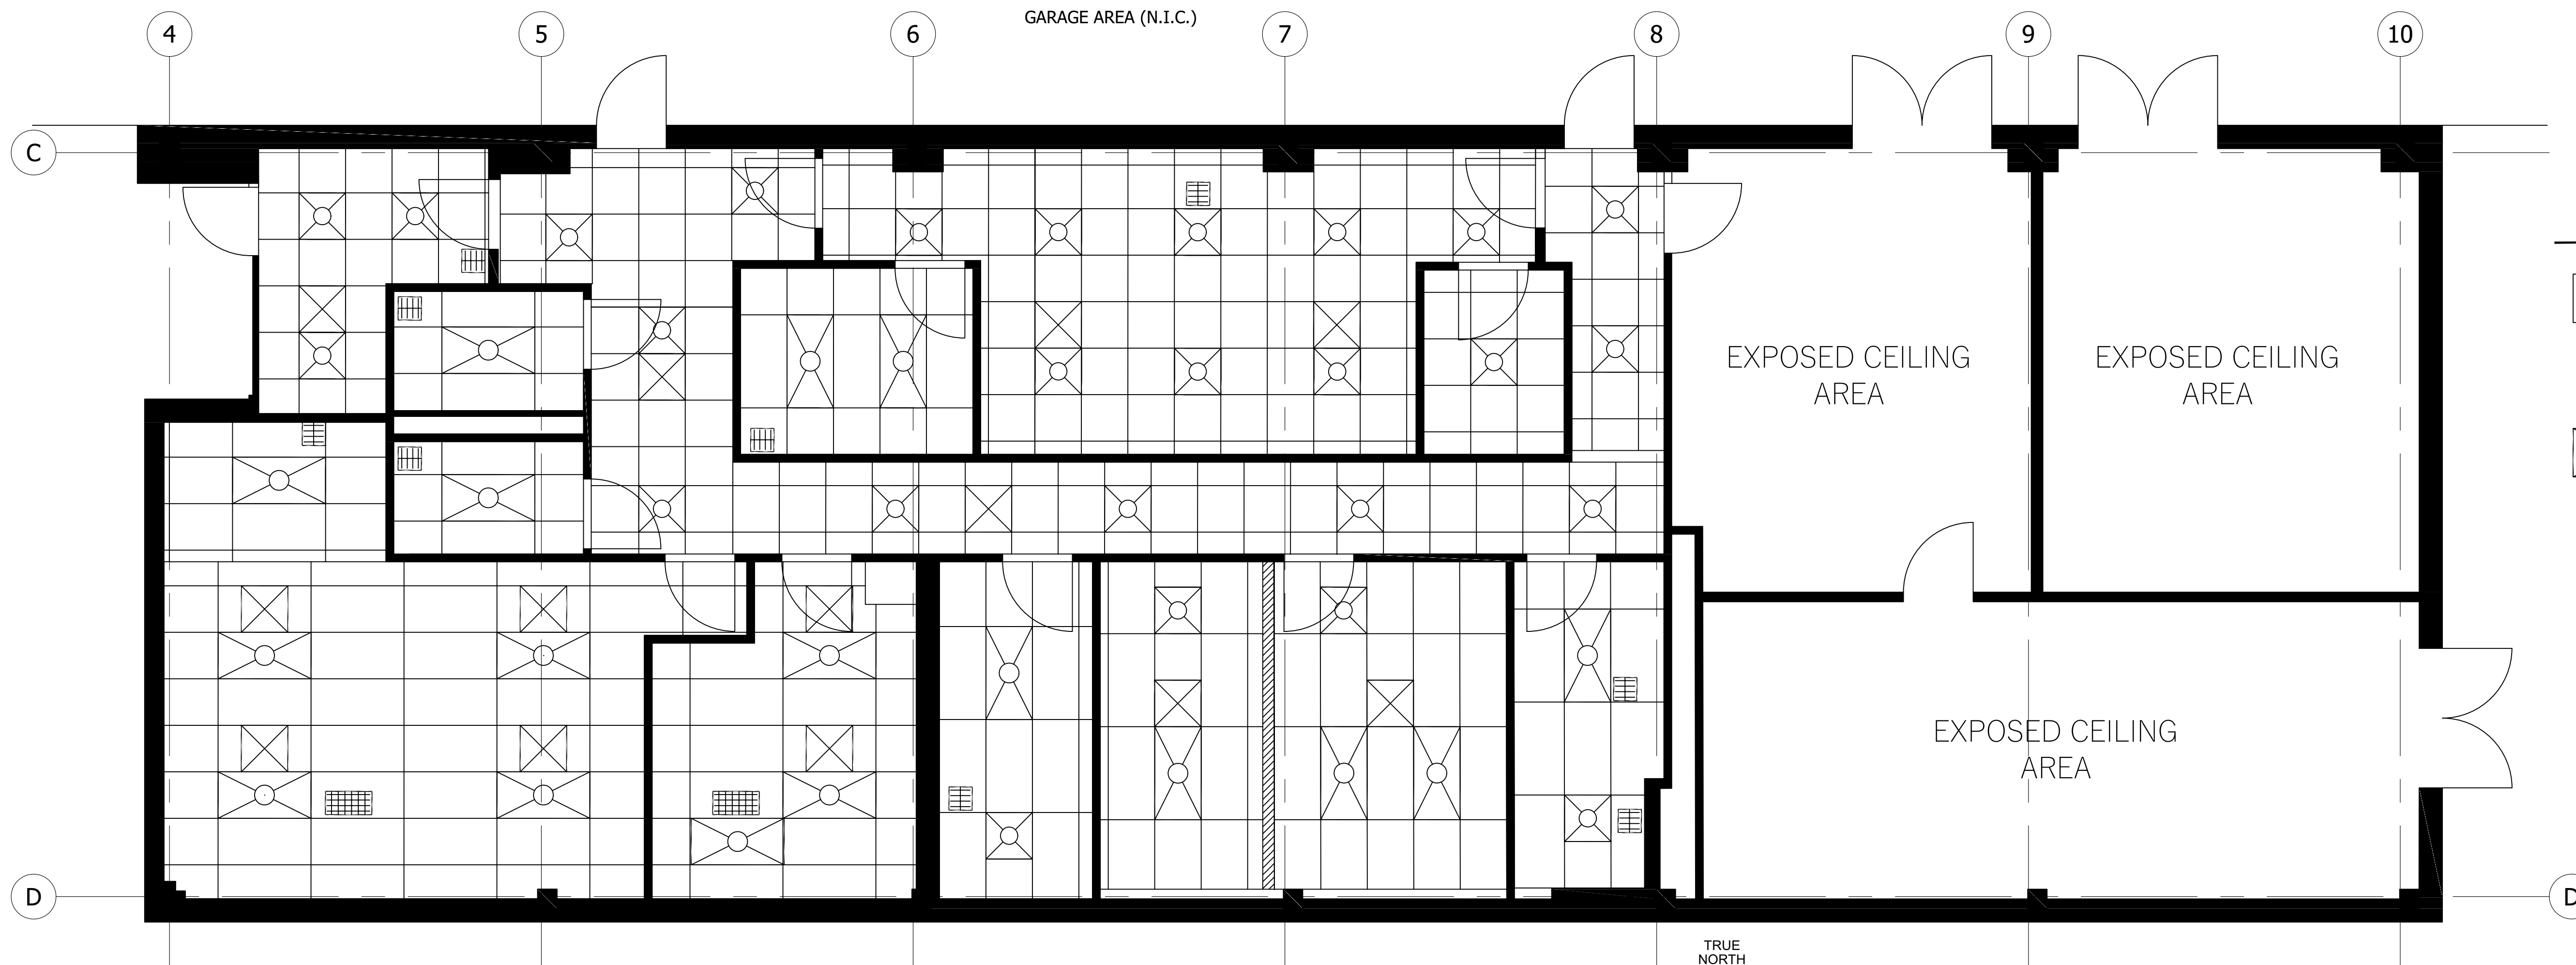 GARAGE AREA (N.I.C.)
4
5
6
7
8
9
10
C
EXPOSED CEILING
AREA
EXPOSED CEILING
AREA
EXPOSED CEILING
AREA
D
D
TRUE
NORTH